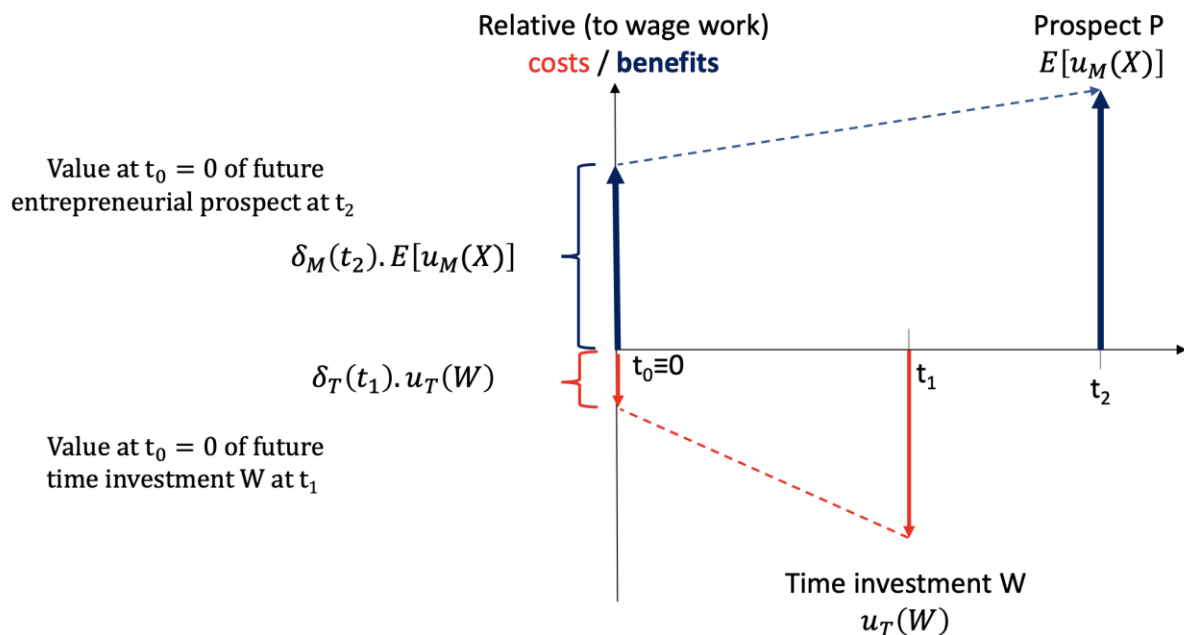 Relative (to wage work)
costs / benefits
Prospect P
E[u_M(X)]
Value at t₀ = 0 of future
entrepreneurial prospect at t₂
δ_M(t₂). E[u_M(X)]
t₀≡0
t₁
t₂
δ_T(t₁). u_T(W)
Value at t₀ = 0 of future
time investment W at t₁
Time investment W
u_T(W)